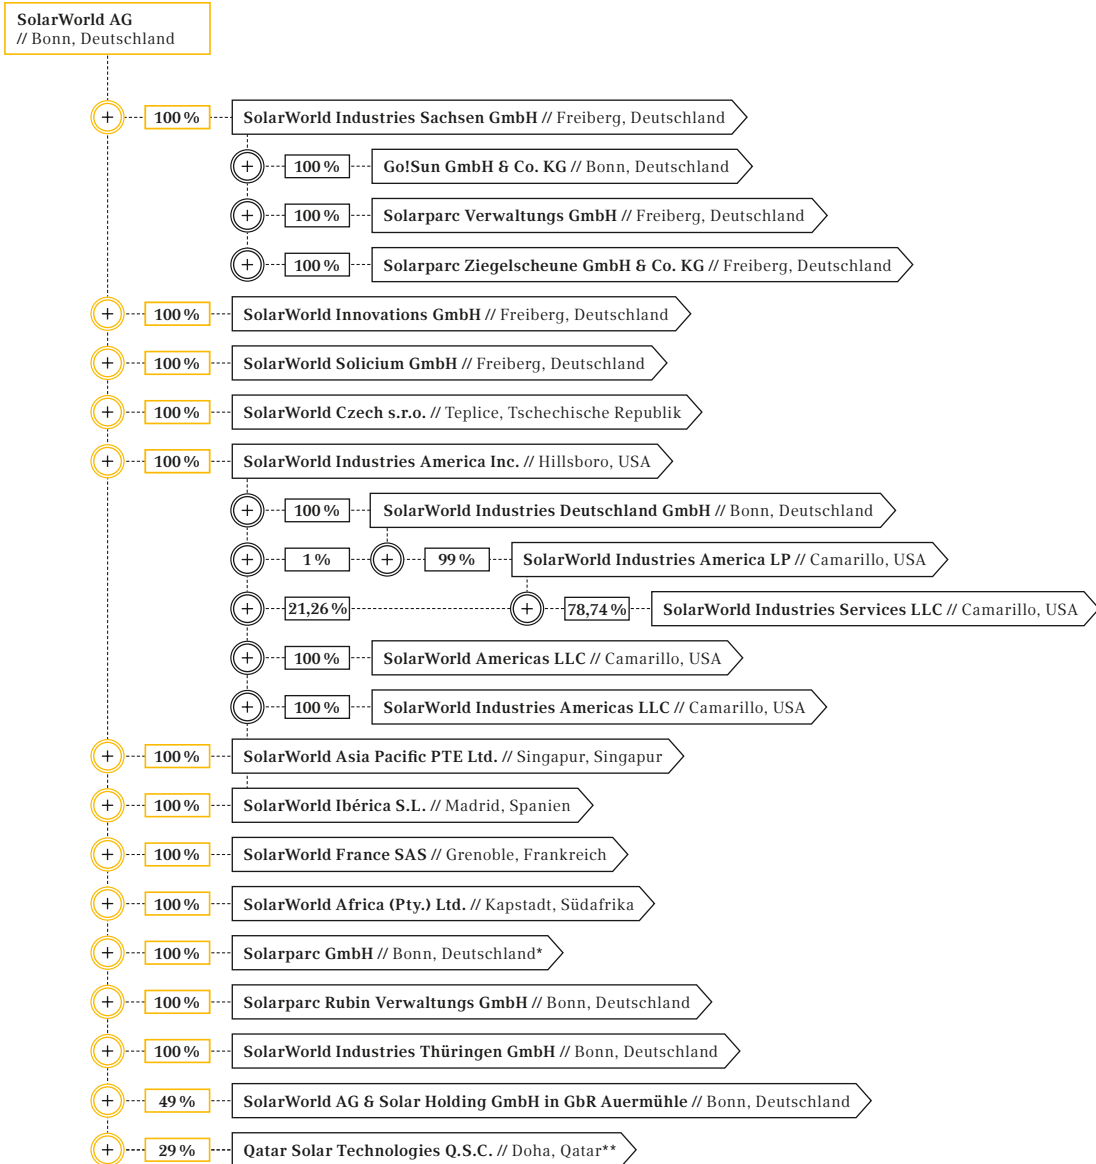 SolarWorld AG
// Bonn, Deutschland
+ 100 % SolarWorld Industries Sachsen GmbH // Freiberg, Deutschland
+ 100 % Go!Sun GmbH & Co. KG // Bonn, Deutschland
+ 100 % Solarparc Verwaltungs GmbH // Freiberg, Deutschland
+ 100 % Solarparc Ziegelscheune GmbH & Co. KG // Freiberg, Deutschland
+ 100 % SolarWorld Innovations GmbH // Freiberg, Deutschland
+ 100 % SolarWorld Solicium GmbH // Freiberg, Deutschland
+ 100 % SolarWorld Czech s.r.o. // Teplice, Tschechische Republik
+ 100 % SolarWorld Industries America Inc. // Hillsboro, USA
+ 100 % SolarWorld Industries Deutschland GmbH // Bonn, Deutschland
+ 1 % + 99 % SolarWorld Industries America LP // Camarillo, USA
+ 21,26 % + 78,74 % SolarWorld Industries Services LLC // Camarillo, USA
+ 100 % SolarWorld Americas LLC // Camarillo, USA
+ 100 % SolarWorld Industries Americas LLC // Camarillo, USA
+ 100 % SolarWorld Asia Pacific PTE Ltd. // Singapur, Singapur
+ 100 % SolarWorld Ibérica S.L. // Madrid, Spanien
+ 100 % SolarWorld France SAS // Grenoble, Frankreich
+ 100 % SolarWorld Africa (Pty.) Ltd. // Kapstadt, Südafrika
+ 100 % Solarparc GmbH // Bonn, Deutschland*
+ 100 % Solarparc Rubin Verwaltungs GmbH // Bonn, Deutschland
+ 100 % SolarWorld Industries Thüringen GmbH // Bonn, Deutschland
+ 49 % SolarWorld AG & Solar Holding GmbH in GbR Auermühle // Bonn, Deutschland
+ 29 % Qatar Solar Technologies Q.S.C. // Doha, Qatar**